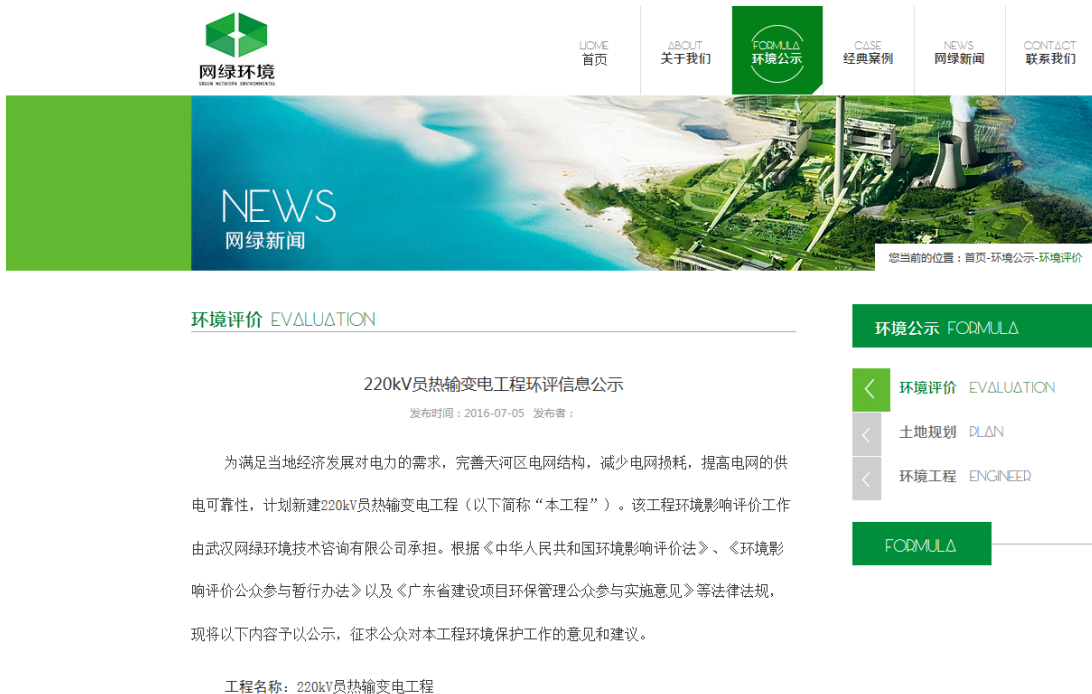 网绿环境
GREEN NETWORK ENVIRONMENTAL
HOME
首页
ABOUT
关于我们
FORMULA
环境公示
CASE
经典案例
NEWS
网绿新闻
CONTACT
联系我们
NEWS
网绿新闻
您当前的位置：首页-环境公示-环境评价
环境评价 EVALUATION
220kV员热输变电工程环评信息公示
发布时间：2016-07-05 发布者：
为满足当地经济发展对电力的需求，完善天河区电网结构，减少电网损耗，提高电网的供
电可靠性，计划新建220kV员热输变电工程（以下简称“本工程”）。该工程环境影响评价工作
由武汉网绿环境技术咨询有限公司承担。根据《中华人民共和国环境影响评价法》、《环境影
响评价公众参与暂行办法》以及《广东省建设项目环保管理公众参与实施意见》等法律法规，
现将以下内容予以公示，征求公众对本工程环境保护工作的意见和建议。
工程名称：220kV员热输变电工程
环境公示 FORMULA
环境评价 EVALUATION
土地规划 PLAN
环境工程 ENGINEER
FORMULA